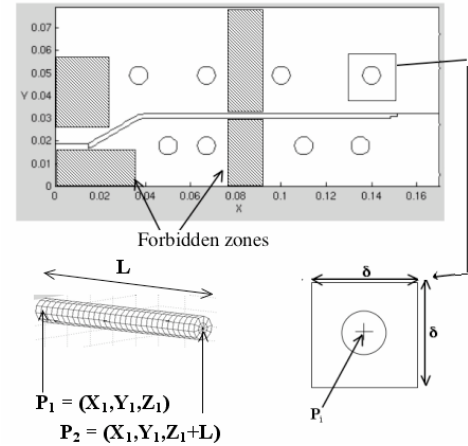 0.07
0.06
0.05
Y 0.04
0.03
0.02
0.01
0
0 0.02 0.04 0.06 0.08 0.1 0.12 0.14 0.16
X
Forbidden zones
L
δ
δ
P₁
P₁ = (X₁,Y₁,Z₁)
P₂ = (X₁,Y₁,Z₁+L)